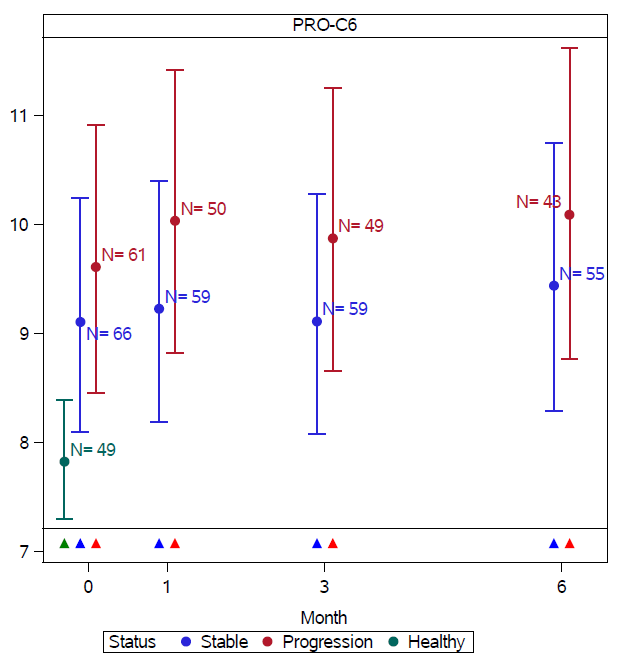 PRO-C6
11
10
9
8
7
N= 49
N= 66
N= 61
N= 59
N= 50
N= 59
N= 49
N= 55
N= 43
0 1 3 6
Month
Status Stable Progression Healthy